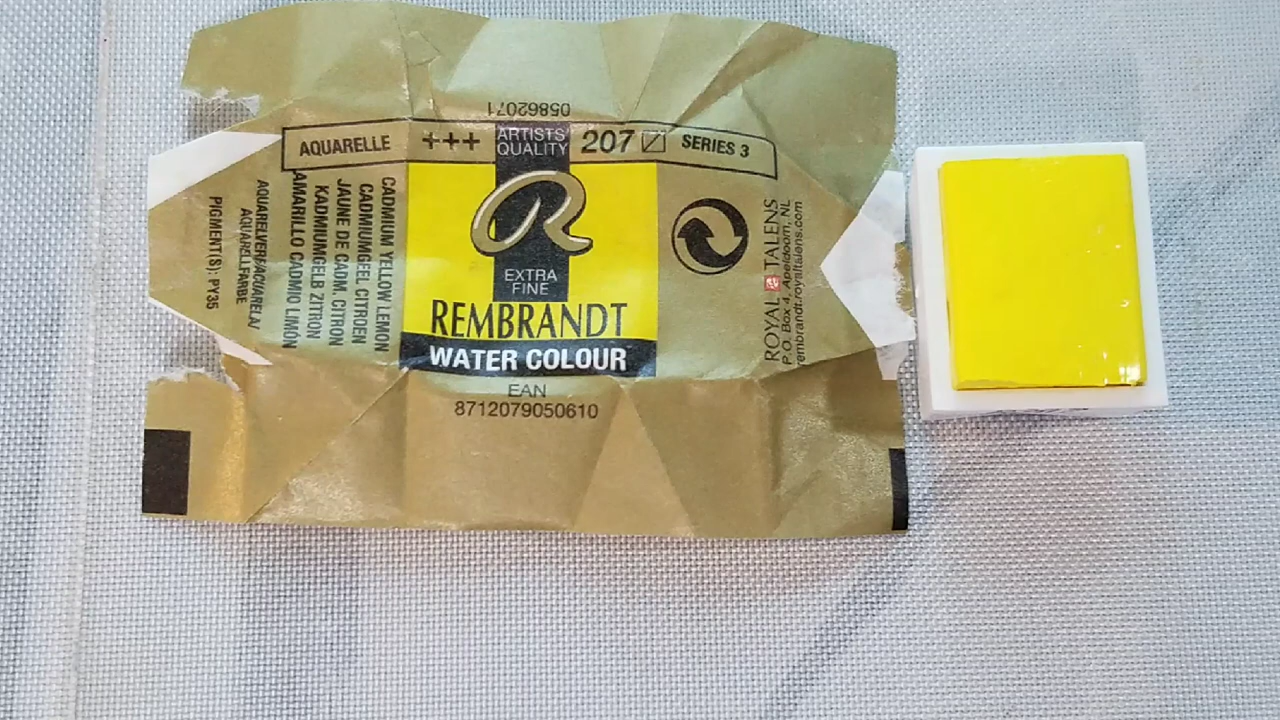 05862071
AQUARELLE +++ ARTISTS' QUALITY 207 SERIES 3
R
EXTRA
FINE
REMBRANDT
WATER COLOUR
EAN
8712079050610
CADMIUM YELLOW LEMON
CADMIUMGEEL CITROEN
JAUNE DE CADM. CITRON
KADMIUMGELB ZITRON
AMARILLO CADMIO LIMÓN
AQUARELVERF/ACUARELA/
AQUARELLFARBE
PIGMENT(S): PY35
ROYAL TALENS
P.O. Box 4, Apeldoorn, NL
rembrandt.royaltalens.com